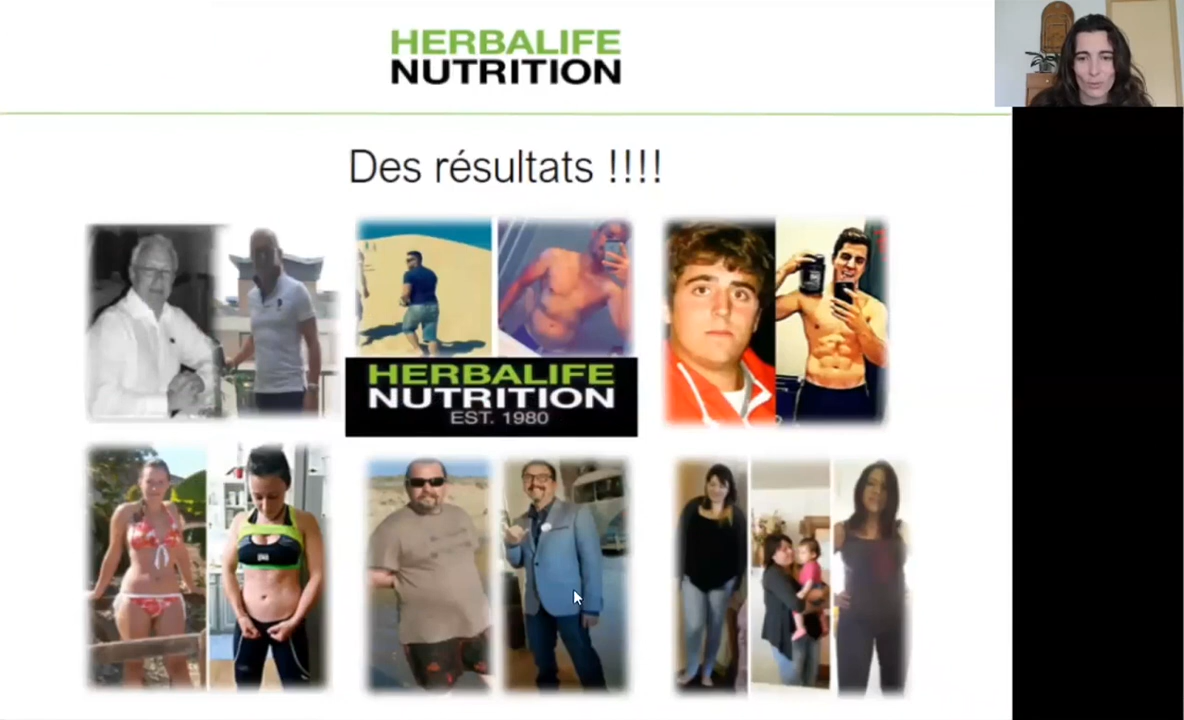 HERBALIFE
NUTRITION
Des résultats !!!!
HERBALIFE
NUTRITION
EST. 1980